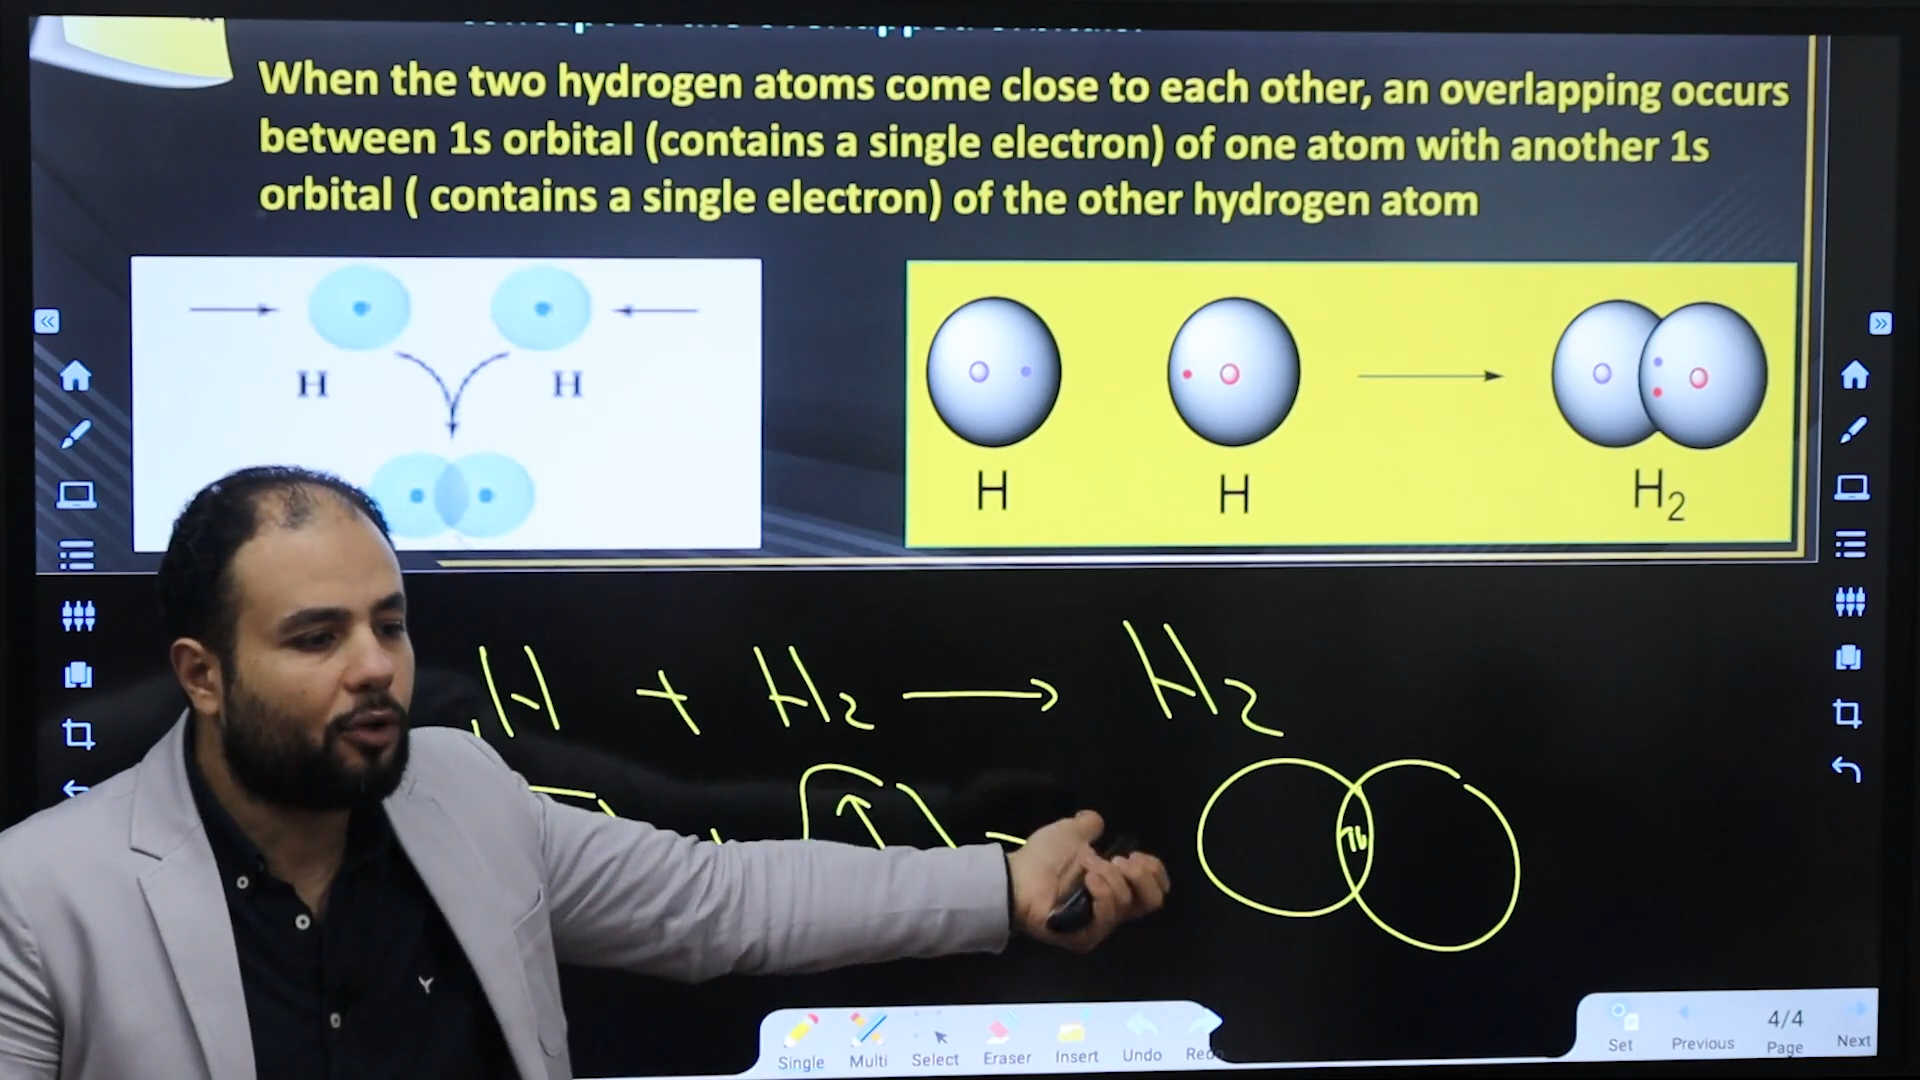 When the two hydrogen atoms come close to each other, an overlapping occurs
between 1s orbital (contains a single electron) of one atom with another 1s
orbital ( contains a single electron) of the other hydrogen atom
H H
H H H₂
H + H₂ → H₂
↑ +
↑↓
Single Multi Select Eraser Insert Undo Redo
Set Previous 4/4 Page Next